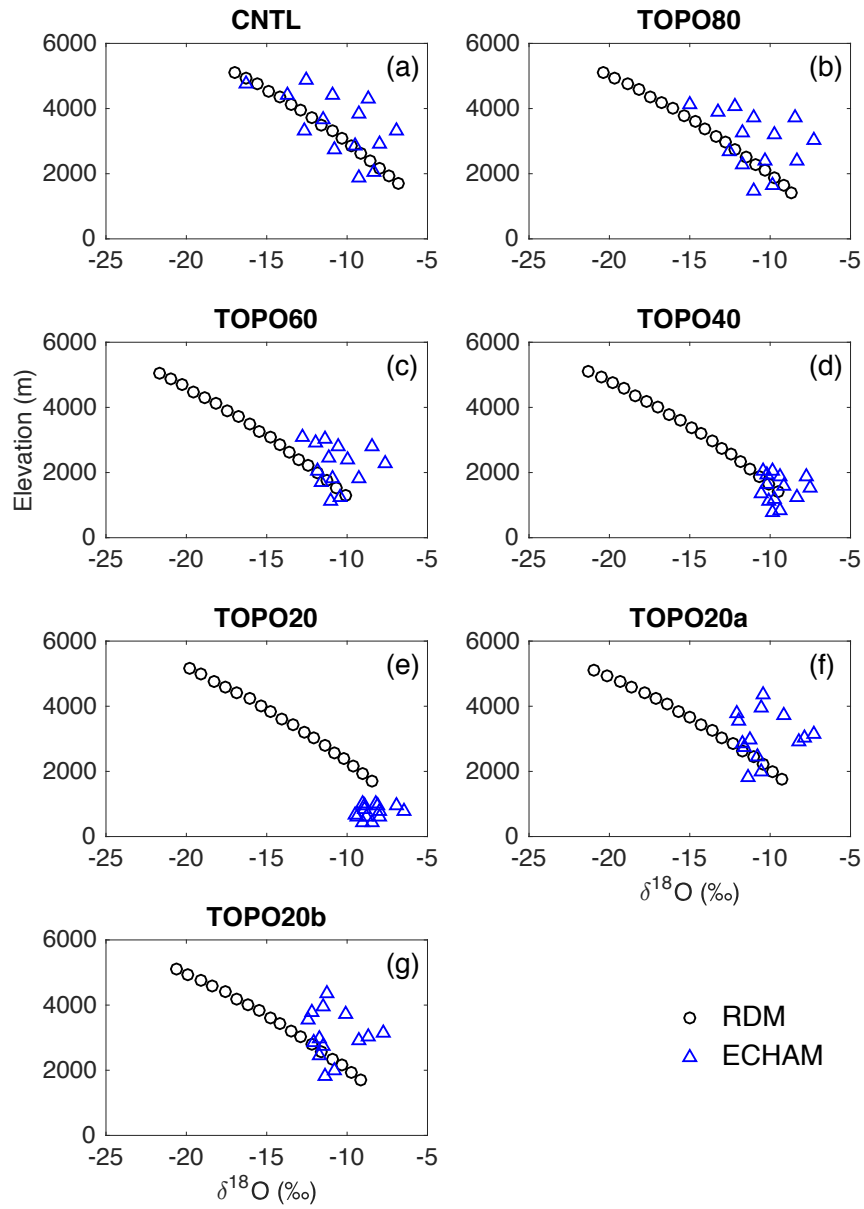 CNTL
TOPO80
6000
4000
2000
0
-25 -20 -15 -10 -5
(a)
6000
4000
2000
0
-25 -20 -15 -10 -5
(b)
TOPO60
TOPO40
Elevation (m)
6000
4000
2000
0
-25 -20 -15 -10 -5
(c)
6000
4000
2000
0
-25 -20 -15 -10 -5
(d)
TOPO20
TOPO20a
6000
4000
2000
0
-25 -20 -15 -10 -5
(e)
6000
4000
2000
0
-25 -20 -15 -10 -5
(f)
δ¹⁸O (‰)
TOPO20b
6000
4000
2000
0
-25 -20 -15 -10 -5
(g)
δ¹⁸O (‰)
RDM
ECHAM